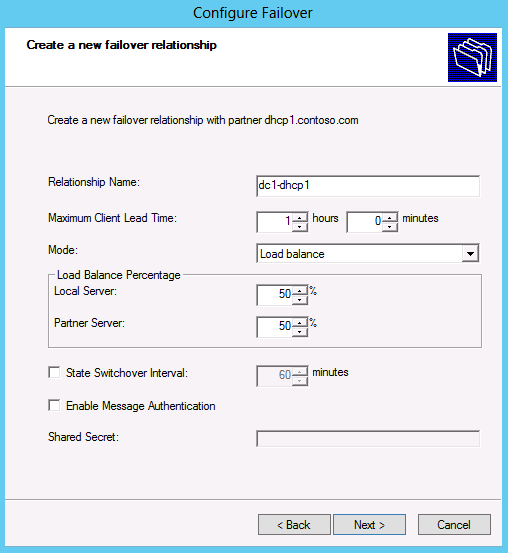 Configure Failover
Create a new failover relationship
Create a new failover relationship with partner dhcp1.contoso.com
Relationship Name: dc1-dhcp1
Maximum Client Lead Time: 1 hours 0 minutes
Mode: Load balance
Load Balance Percentage
Local Server: 50 %
Partner Server: 50 %
State Switchover Interval: 60 minutes
Enable Message Authentication
Shared Secret:
< Back Next > Cancel